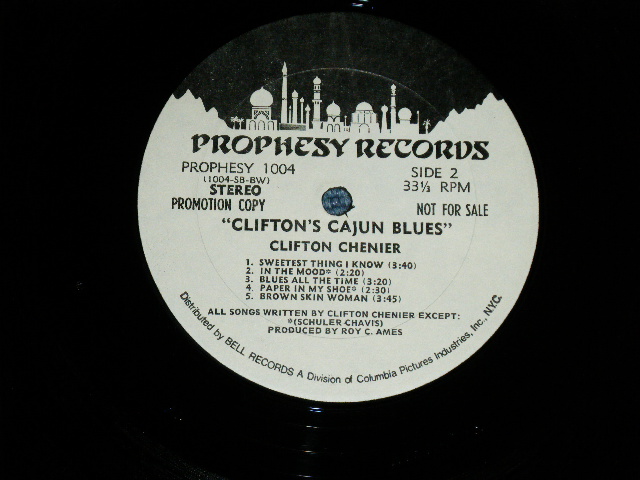 PROPHESY RECORDS
PROPHESY 1004
(1004-SB-BW)
STEREO
PROMOTION COPY
SIDE 2
33⅓ RPM
NOT FOR SALE
"CLIFTON'S CAJUN BLUES"
CLIFTON CHENIER
1. SWEETEST THING I KNOW (3:40)
2. IN THE MOOD* (2:20)
3. BLUES ALL THE TIME (3:20)
4. PAPER IN MY SHOE* (2:30)
5. BROWN SKIN WOMAN (3:45)
ALL SONGS WRITTEN BY CLIFTON CHENIER EXCEPT:
*(SCHULER-CHAVIS)
PRODUCED BY ROY C. AMES
Distributed by BELL RECORDS A Division of Columbia Pictures Industries, Inc., N.Y.C.